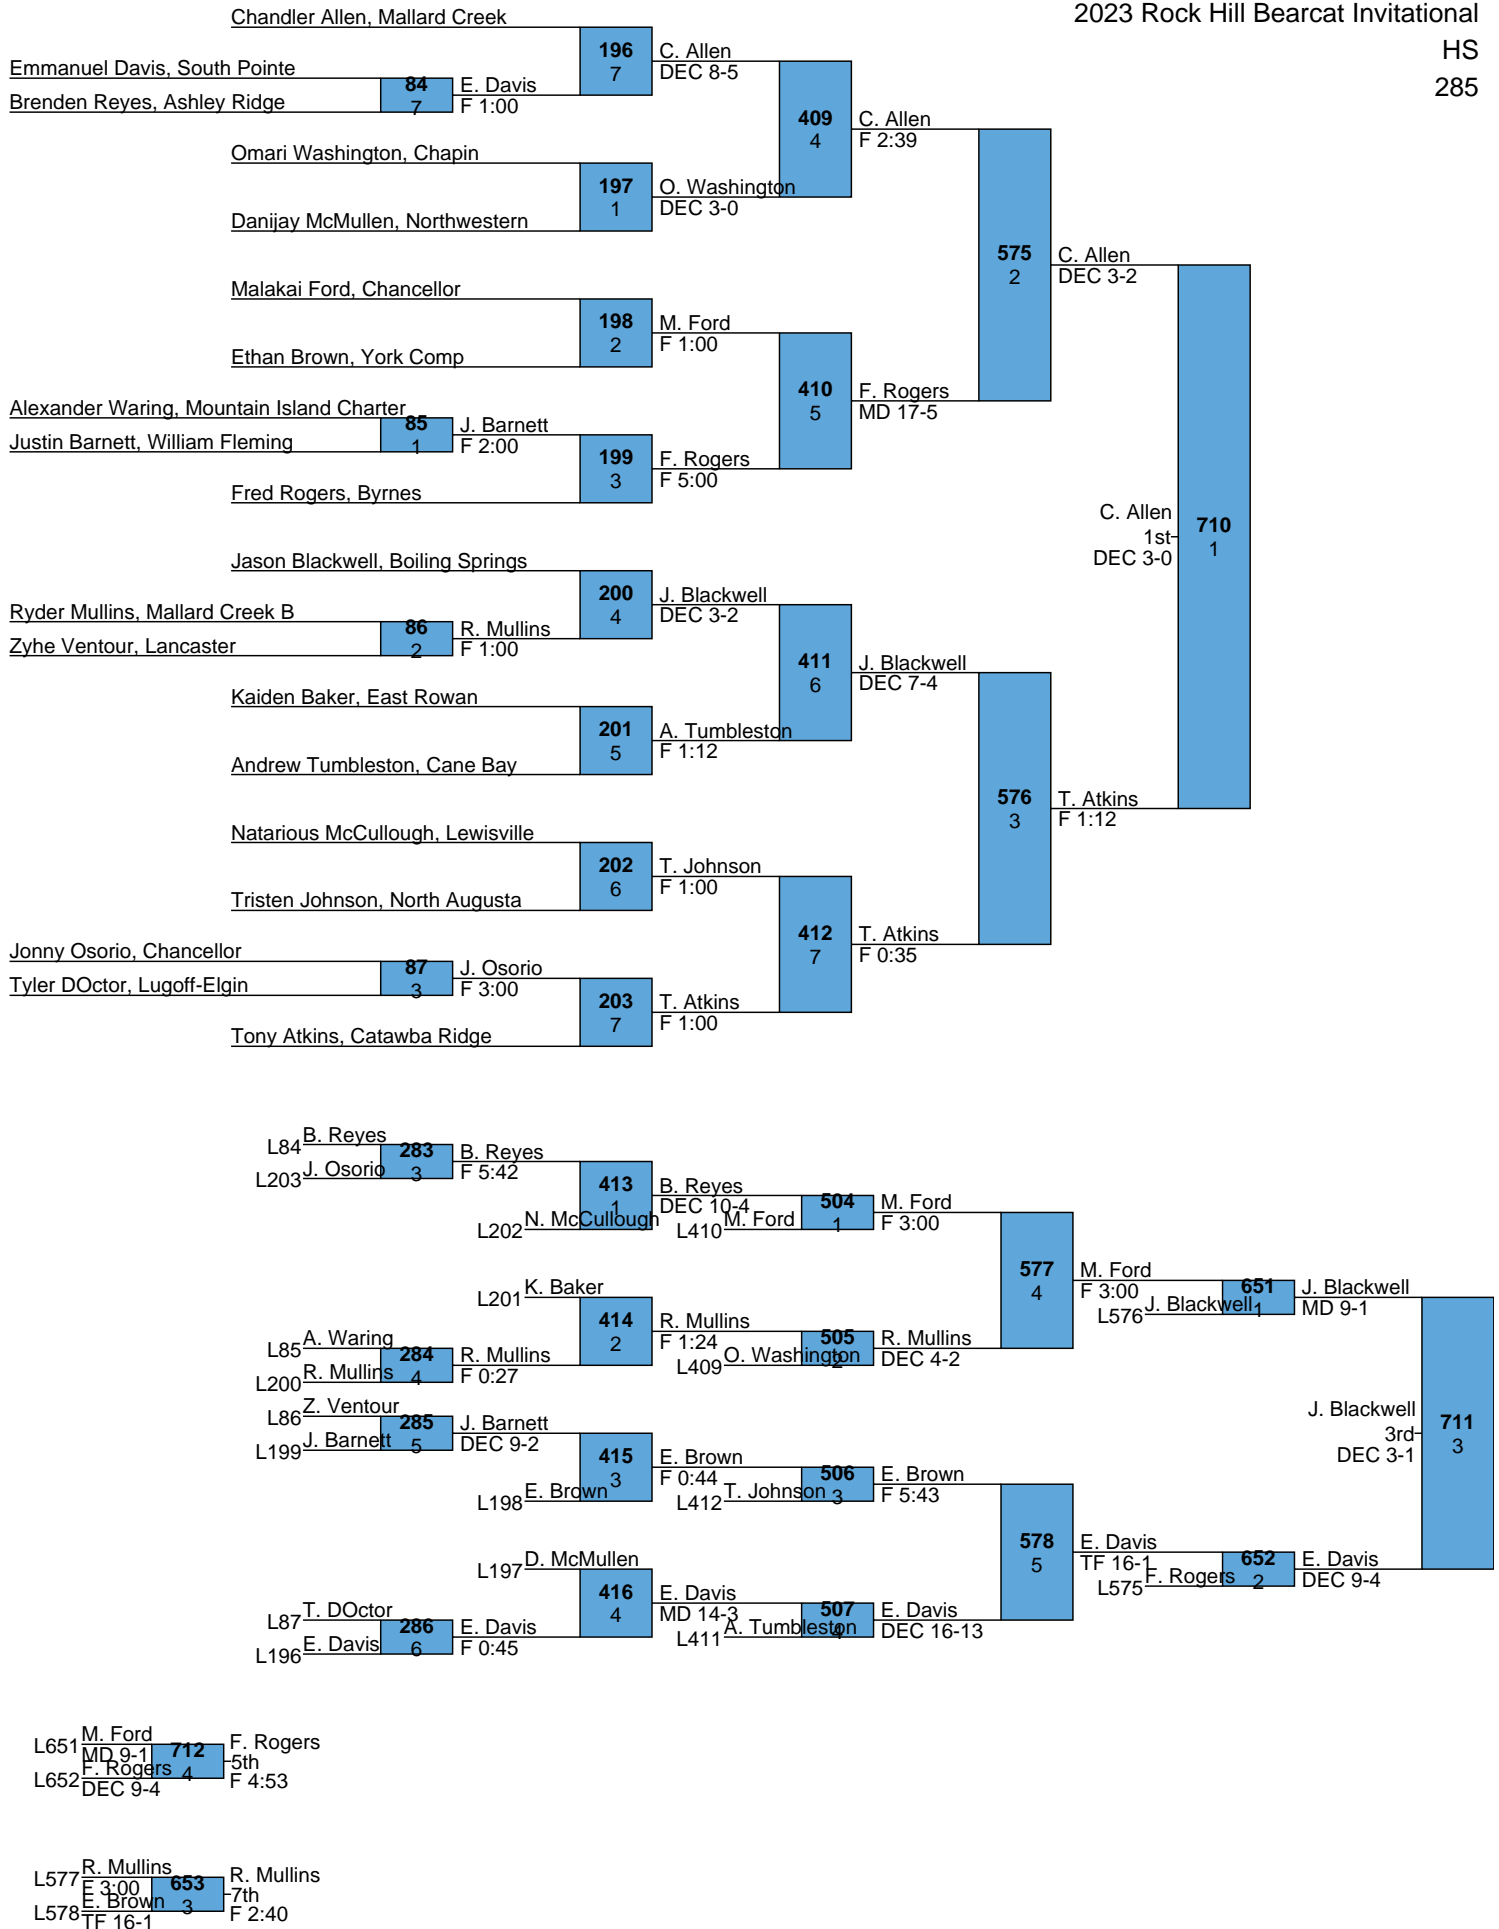 2023 Rock Hill Bearcat Invitational
HS
285
Chandler Allen, Mallard Creek
196
7
C. Allen
DEC 8-5
Emmanuel Davis, South Pointe
Brenden Reyes, Ashley Ridge
84
7
E. Davis
F 1:00
409
4
C. Allen
F 2:39
Omari Washington, Chapin
Danijay McMullen, Northwestern
197
1
O. Washington
DEC 3-0
575
2
C. Allen
DEC 3-2
Malakai Ford, Chancellor
Ethan Brown, York Comp
198
2
M. Ford
F 1:00
410
5
F. Rogers
MD 17-5
Alexander Waring, Mountain Island Charter
Justin Barnett, William Fleming
85
1
J. Barnett
F 2:00
199
3
F. Rogers
F 5:00
Fred Rogers, Byrnes
C. Allen
1st
DEC 3-0
710
1
Jason Blackwell, Boiling Springs
200
4
J. Blackwell
DEC 3-2
Ryder Mullins, Mallard Creek B
Zyhe Ventour, Lancaster
86
2
R. Mullins
F 1:00
411
6
J. Blackwell
DEC 7-4
Kaiden Baker, East Rowan
Andrew Tumbleston, Cane Bay
201
5
A. Tumbleston
F 1:12
576
3
T. Atkins
F 1:12
Natarious McCullough, Lewisville
Tristen Johnson, North Augusta
202
6
T. Johnson
F 1:00
412
7
T. Atkins
F 0:35
Jonny Osorio, Chancellor
Tyler DOctor, Lugoff-Elgin
87
3
J. Osorio
F 3:00
203
7
T. Atkins
F 1:00
Tony Atkins, Catawba Ridge
L84
B. Reyes
L203
J. Osorio
283
3
B. Reyes
F 5:42
413
1
B. Reyes
DEC 10-4
L202
N. McCullough
L410
M. Ford
504
1
M. Ford
F 3:00
577
4
M. Ford
F 3:00
L201
K. Baker
414
2
R. Mullins
F 1:24
L85
A. Waring
L200
R. Mullins
284
4
R. Mullins
F 0:27
L409
O. Washington
505
2
R. Mullins
DEC 4-2
L576
J. Blackwell
651
1
J. Blackwell
MD 9-1
L86
Z. Ventour
L199
J. Barnett
285
5
J. Barnett
DEC 9-2
415
3
E. Brown
F 0:44
L198
E. Brown
L412
T. Johnson
506
3
E. Brown
F 5:43
J. Blackwell
3rd
DEC 3-1
711
3
578
5
E. Davis
TF 16-1
L575
F. Rogers
652
2
E. Davis
DEC 9-4
L197
D. McMullen
416
4
E. Davis
MD 14-3
L87
T. DOctor
L196
E. Davis
286
6
E. Davis
F 0:45
L411
A. Tumbleston
507
4
E. Davis
DEC 16-13
L651
M. Ford
MD 9-1
L652
F. Rogers
DEC 9-4
712
4
F. Rogers
5th
F 4:53
L577
R. Mullins
F 3:00
L578
E. Brown
TF 16-1
653
3
R. Mullins
7th
F 2:40